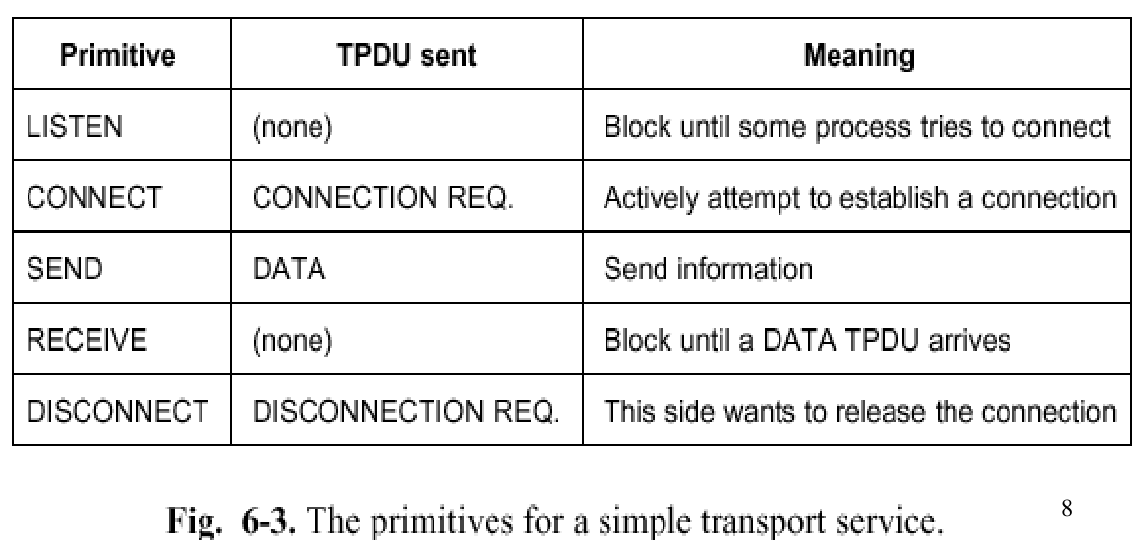 Primitive TPDU sent Meaning
LISTEN (none) Block until some process tries to connect
CONNECT CONNECTION REQ. Actively attempt to establish a connection
SEND DATA Send information
RECEIVE (none) Block until a DATA TPDU arrives
DISCONNECT DISCONNECTION REQ. This side wants to release the connection
Fig. 6-3. The primitives for a simple transport service.
8